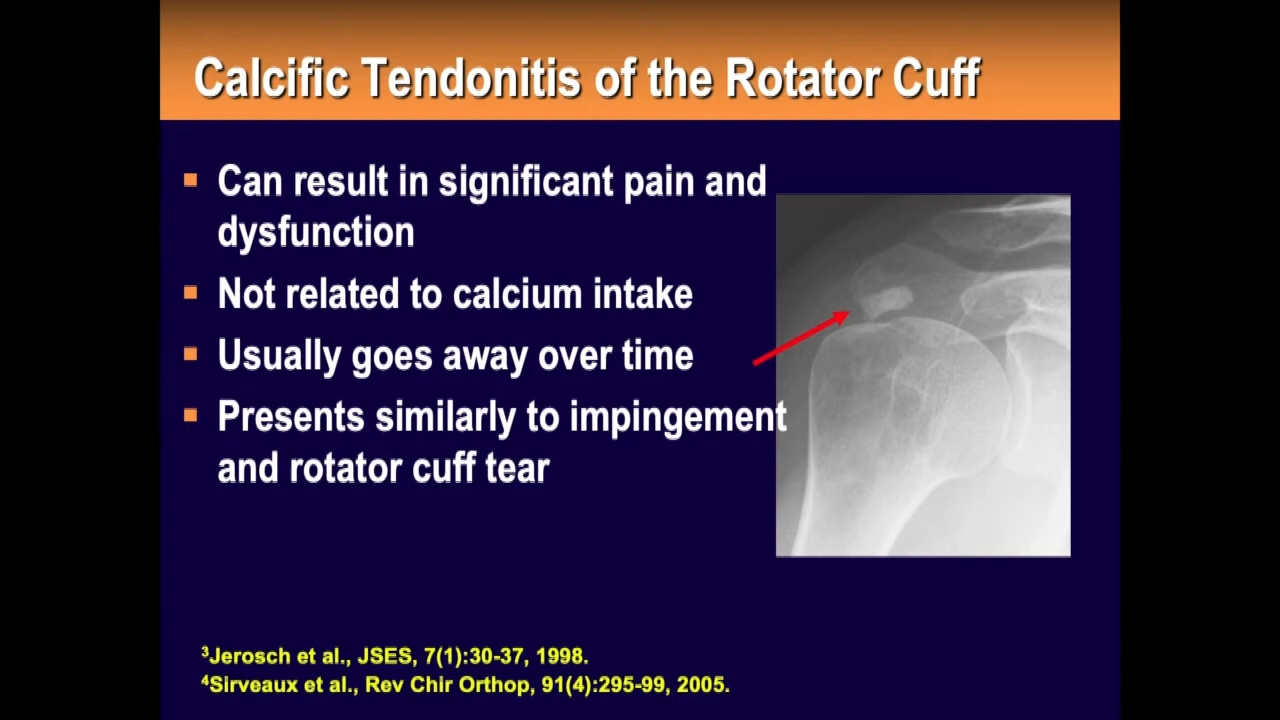 Calcific Tendonitis of the Rotator Cuff
▪ Can result in significant pain and
dysfunction
▪ Not related to calcium intake
▪ Usually goes away over time
▪ Presents similarly to impingement
and rotator cuff tear
³Jerosch et al., JSES, 7(1):30-37, 1998.
⁴Sirveaux et al., Rev Chir Orthop, 91(4):295-99, 2005.